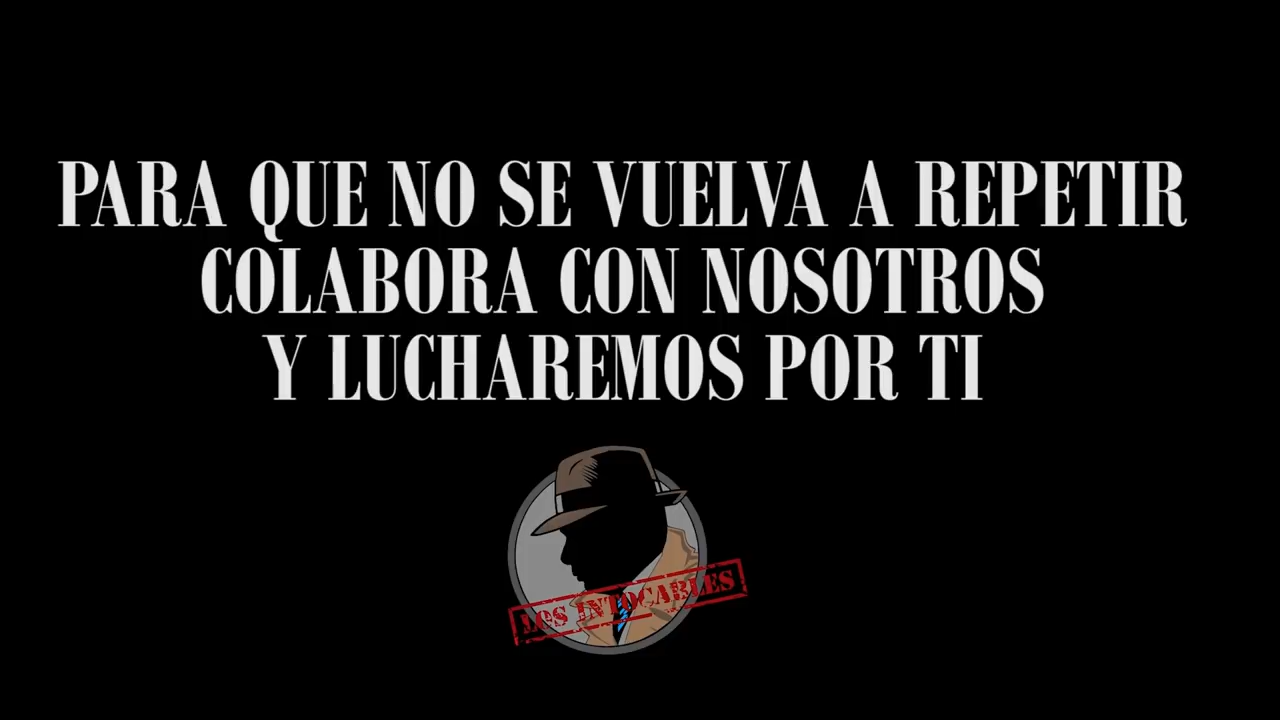 PARA QUE NO SE VUELVA A REPETIR
COLABORA CON NOSOTROS
Y LUCHAREMOS POR TI
LOS INTOCABLES